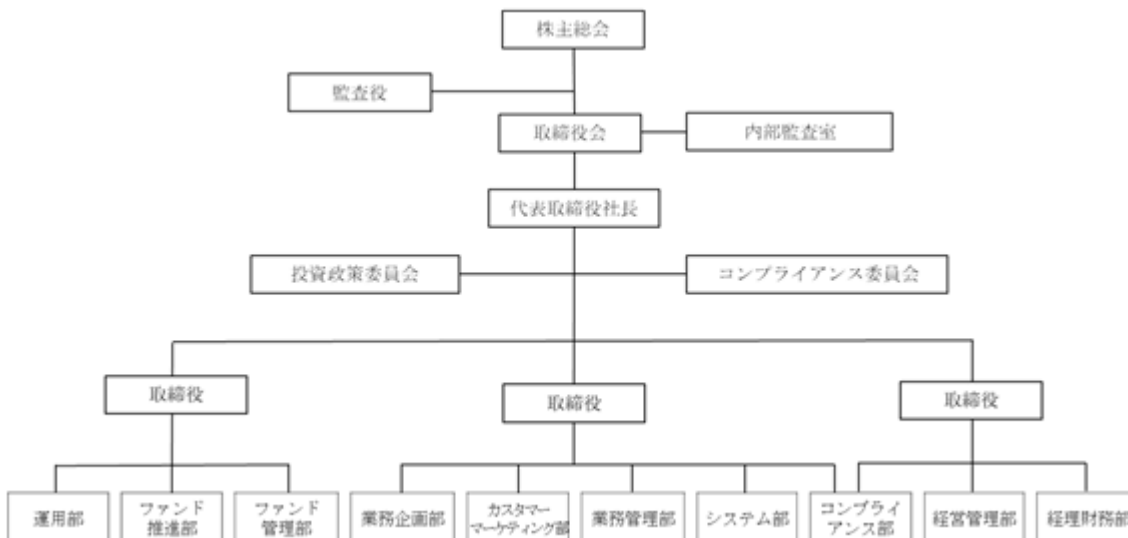 株主総会
監査役
取締役会
内部監査室
代表取締役社長
投資政策委員会
コンプライアンス委員会
取締役
取締役
取締役
運用部
ファンド
推進部
ファンド
管理部
業務企画部
カスタマー
マーケティング部
業務管理部
システム部
コンプライ
アンス部
経営管理部
経理財務部